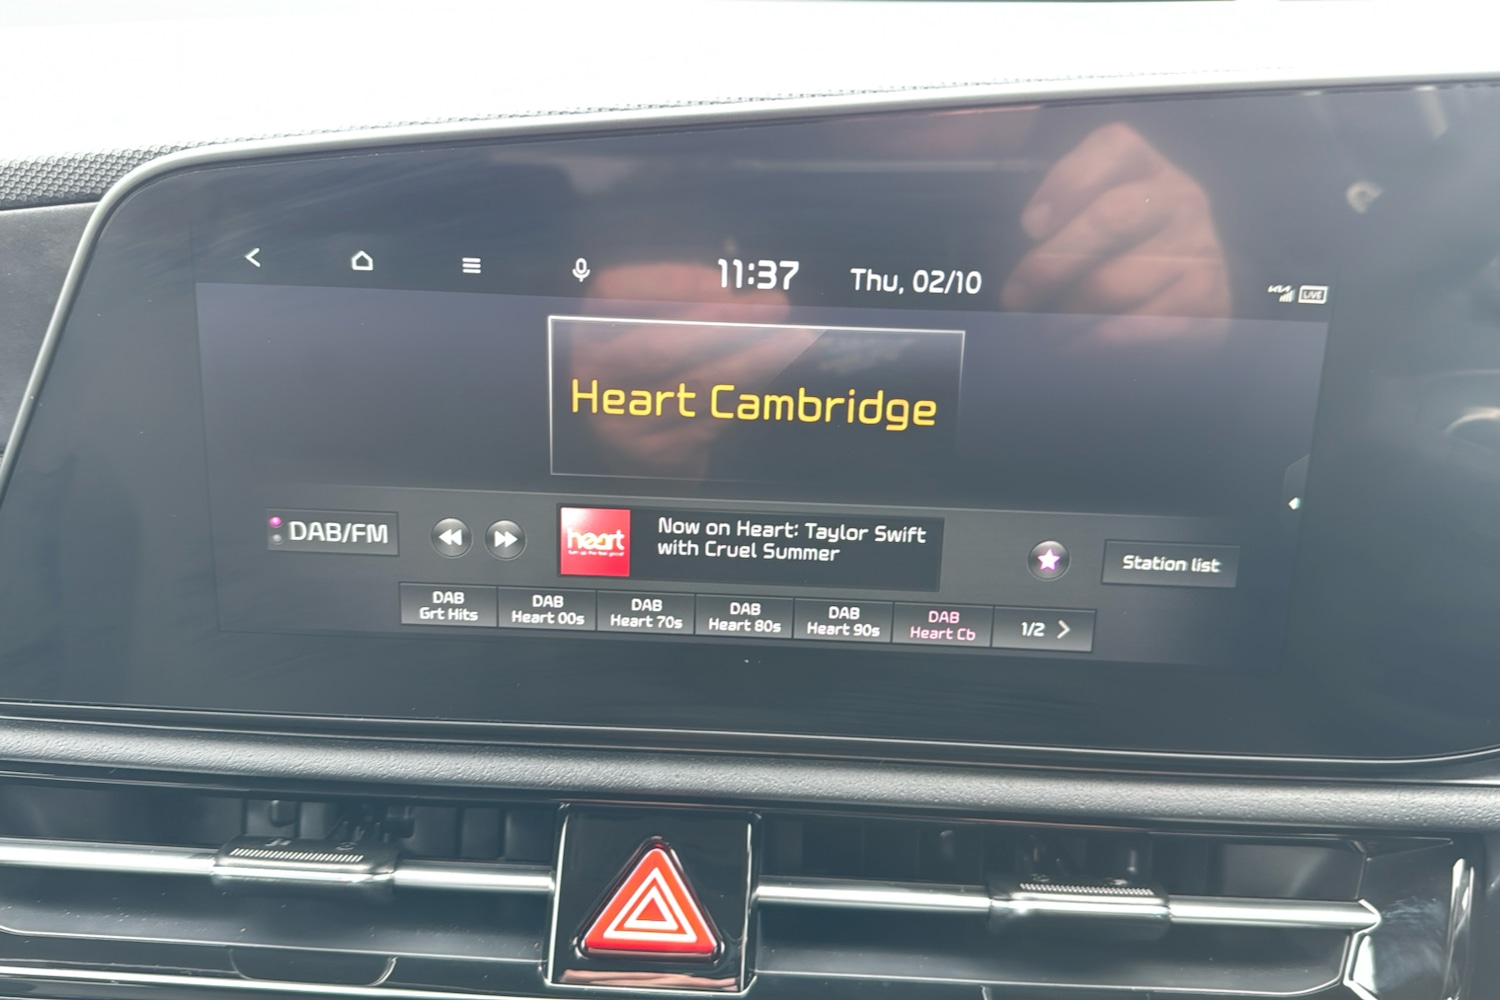 11:37 Thu, 02/10
LIVE
Heart Cambridge
DAB/FM
heart
Now on Heart: Taylor Swift
with Cruel Summer
Station list
DAB
Grt Hits
DAB
Heart 00s
DAB
Heart 70s
DAB
Heart 80s
DAB
Heart 90s
DAB
Heart Cb
1/2